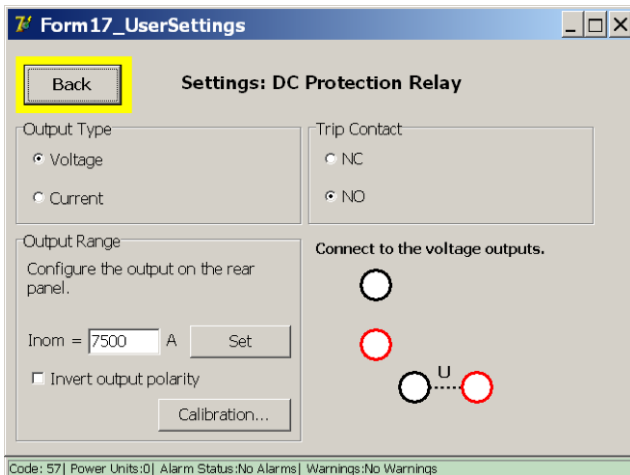 Form17_UserSettings
Back
Settings: DC Protection Relay
Output Type
Voltage
Current
Trip Contact
NC
NO
Output Range
Configure the output on the rear
panel.
Inom = 7500 A Set
Invert output polarity
Calibration...
Connect to the voltage outputs.
U
Code: 57| Power Units:0| Alarm Status:No Alarms| Warnings:No Warnings